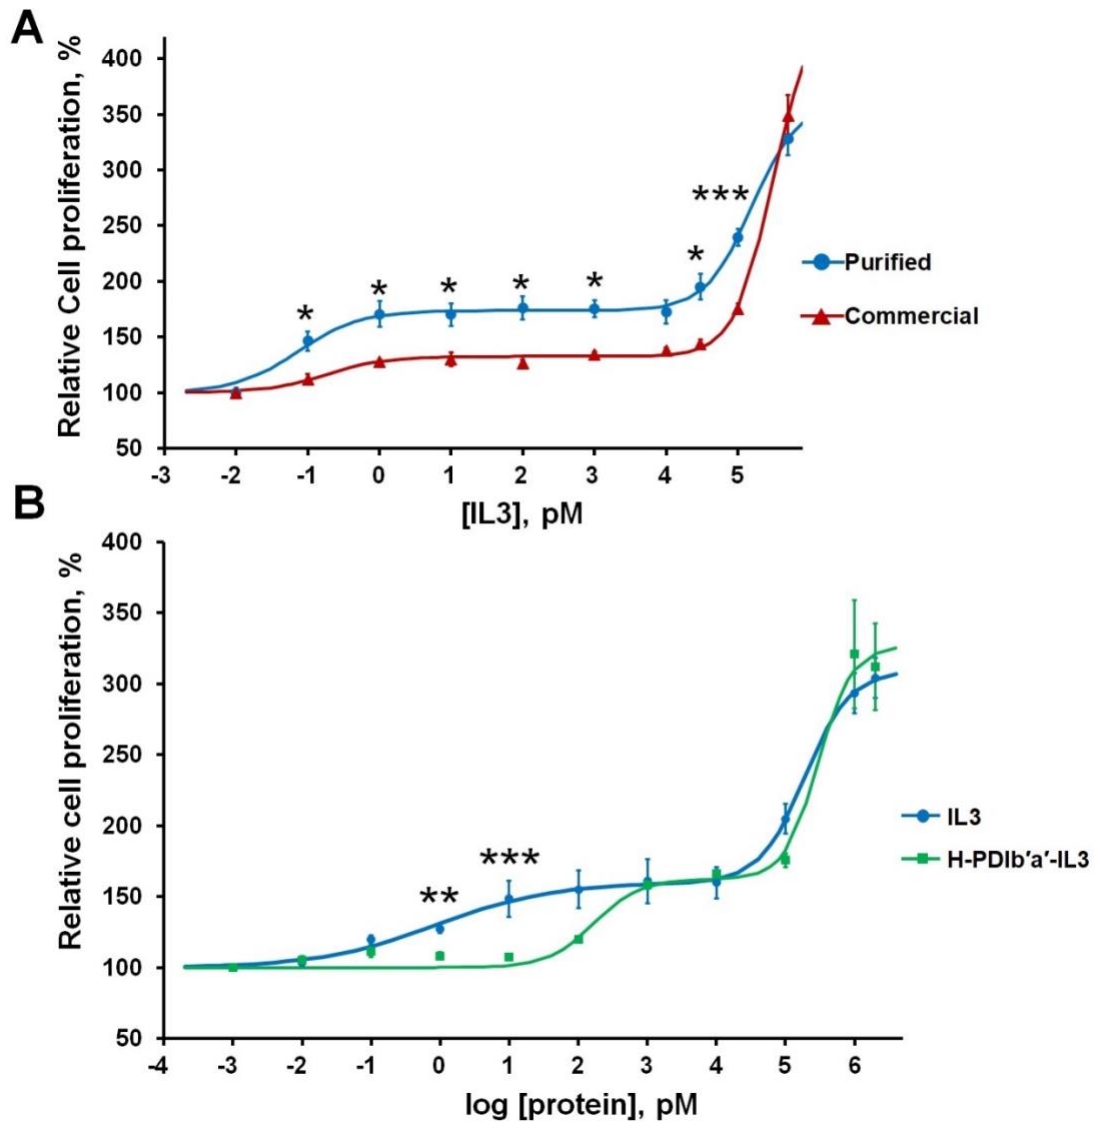 A
Relative Cell proliferation, %
400
350
300
250
200
150
100
50
* * * * * * ***
-3 -2 -1 0 1 2 3 4 5
[IL3], pM
Purified
Commercial
B
Relative cell proliferation, %
400
350
300
250
200
150
100
50
** ***
-4 -3 -2 -1 0 1 2 3 4 5 6
log [protein], pM
IL3
H-PDIb′a′-IL3